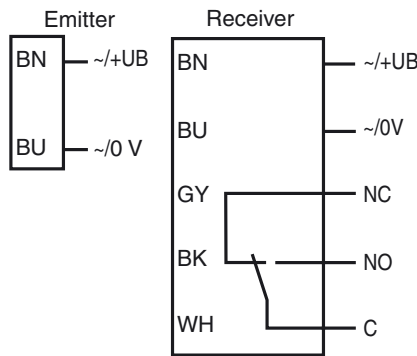 Emitter
BN ~/+UB
BU ~/0 V
Receiver
BN ~/+UB
BU ~/0V
GY NC
BK NO
WH C